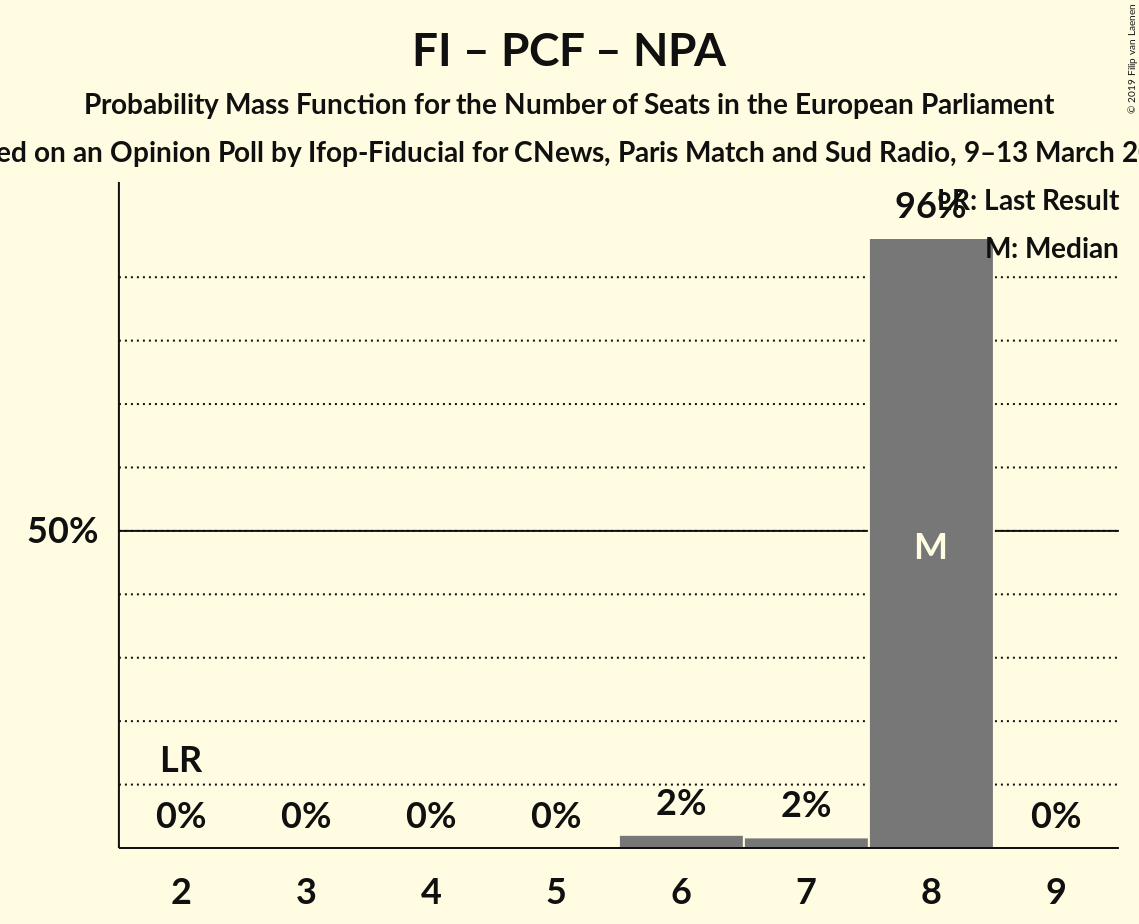 FI – PCF – NPA
Probability Mass Function for the Number of Seats in the European Parliament
on an Opinion Poll by Ifop-Fiducial for CNews, Paris Match and Sud Radio, 9–13 March
© 2019 Filip van Laenen
LR: Last Result
M: Median
96%
50%
M
LR
0% 0% 0% 0% 2% 2% 0%
2 3 4 5 6 7 8 9